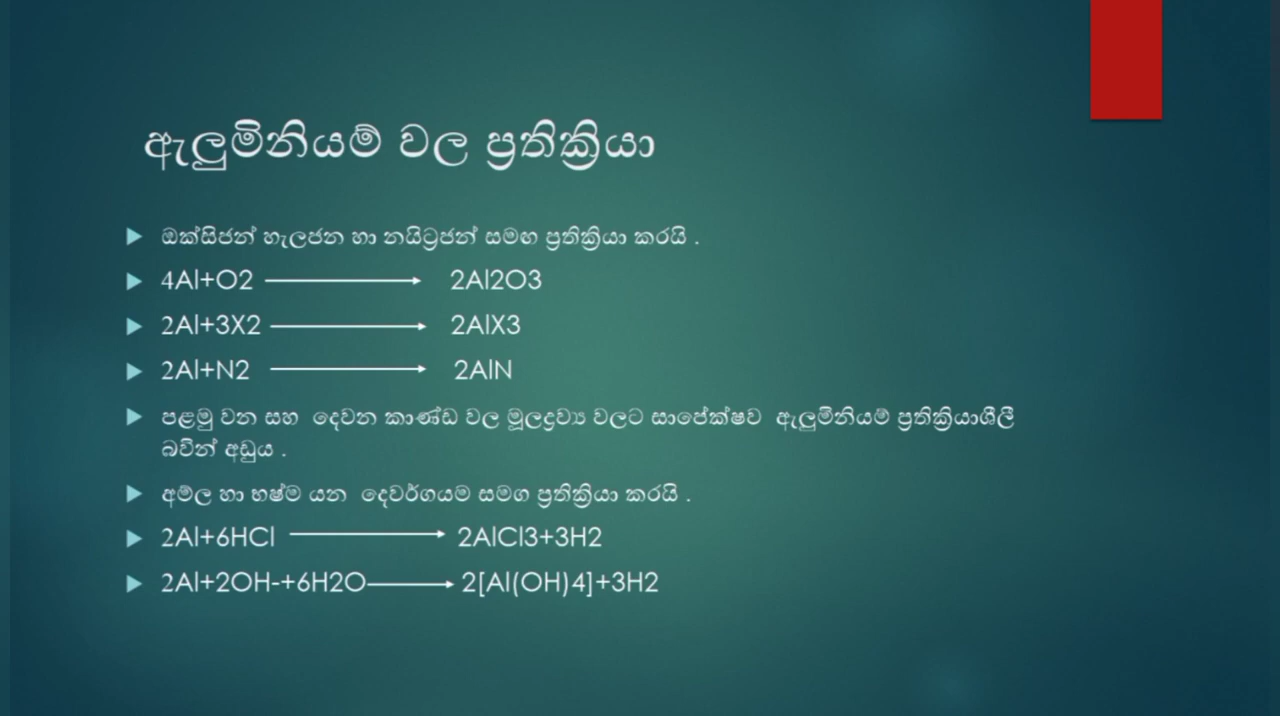 ඇලුමිනියම් වල ප්‍රතික්‍රියා
ඔක්සිජන් හැලජන හා නයිට්‍රජන් සමඟ ප්‍රතික්‍රියා කරයි .
4Al+O2 ⟶ 2Al2O3
2Al+3X2 ⟶ 2AlX3
2Al+N2 ⟶ 2AlN
පළමු වන සහ දෙවන කාණ්ඩ වල මූලද්‍රව්‍ය වලට සාපේක්ෂව ඇලුමිනියම් ප්‍රතික්‍රියාශීලී
බවින් අඩුය .
අම්ල හා භෂ්ම යන දෙවර්ගයම සමග ප්‍රතික්‍රියා කරයි .
2Al+6HCl ⟶ 2AlCl3+3H2
2Al+2OH-+6H2O ⟶ 2[Al(OH)4]+3H2